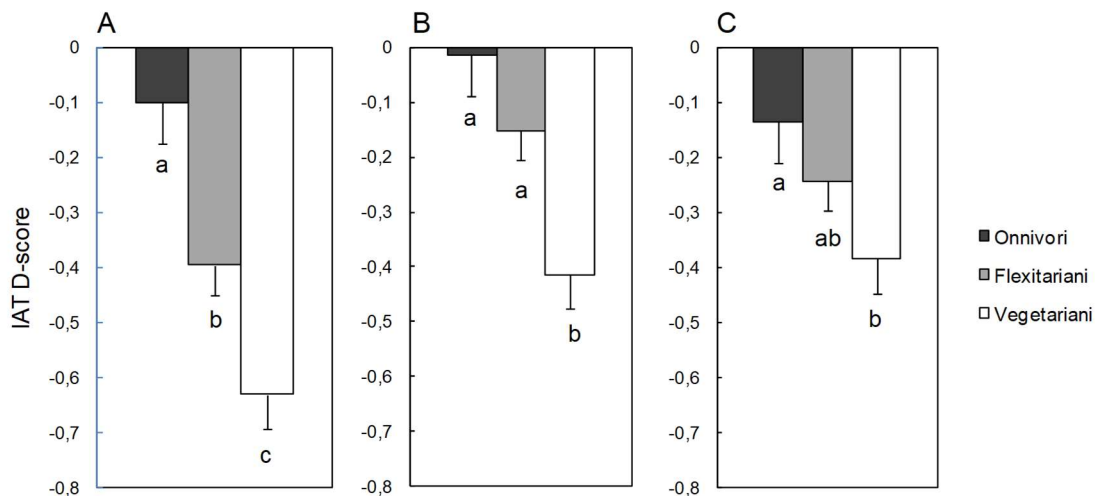 A
B
C
0
-0,1
-0,2
-0,3
-0,4
-0,5
-0,6
-0,7
-0,8
IAT D-score
a
b
c
0
-0,1
-0,2
-0,3
-0,4
-0,5
-0,6
-0,7
-0,8
a
a
b
0
-0,1
-0,2
-0,3
-0,4
-0,5
-0,6
-0,7
-0,8
a
ab
b
Onnivori
Flexitariani
Vegetariani